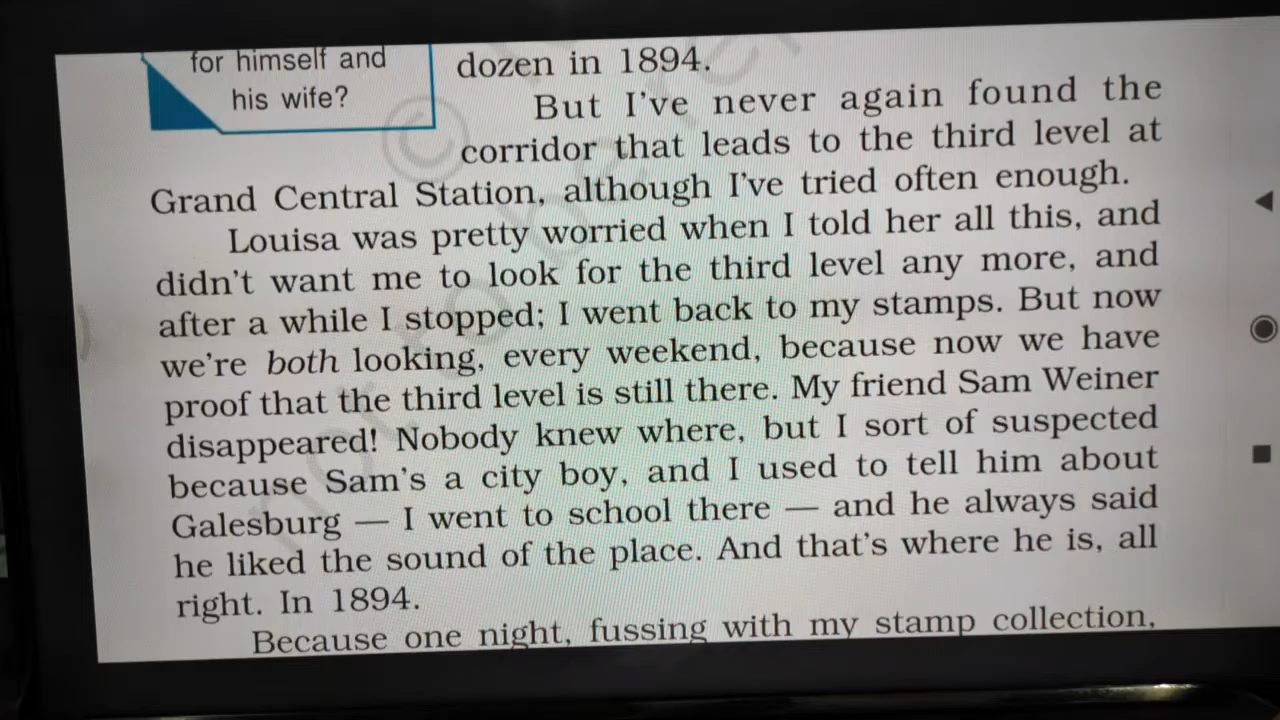 for himself and
his wife?
dozen in 1894.
But I've never again found the
corridor that leads to the third level at
Grand Central Station, although I've tried often enough.
Louisa was pretty worried when I told her all this, and
didn't want me to look for the third level any more, and
after a while I stopped; I went back to my stamps. But now
we're both looking, every weekend, because now we have
proof that the third level is still there. My friend Sam Weiner
disappeared! Nobody knew where, but I sort of suspected
because Sam's a city boy, and I used to tell him about
Galesburg — I went to school there — and he always said
he liked the sound of the place. And that's where he is, all
right. In 1894.
Because one night, fussing with my stamp collection,